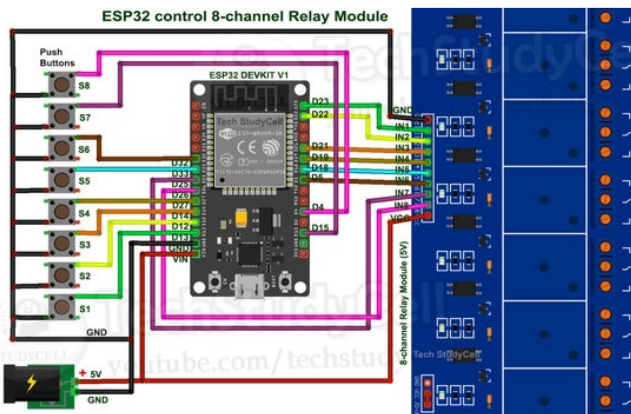 ESP32 control 8-channel Relay Module
Push
Buttons
S8
S7
S6
S5
S4
S3
S2
S1
ESP32 DEVKIT V1
Tech StudyCell
D32
D33
D25
D26
D27
D14
D12
D13
GND
VIN
D23
D22
D21
D19
D18
D5
D4
D15
GND
IN1
IN2
IN3
IN4
IN5
IN6
IN7
IN8
VCC
8-channel Relay Module (5V)
Tech StudyCell
GND
+ 5V
GND
TechStudyCell
youtube.com/techstudycell